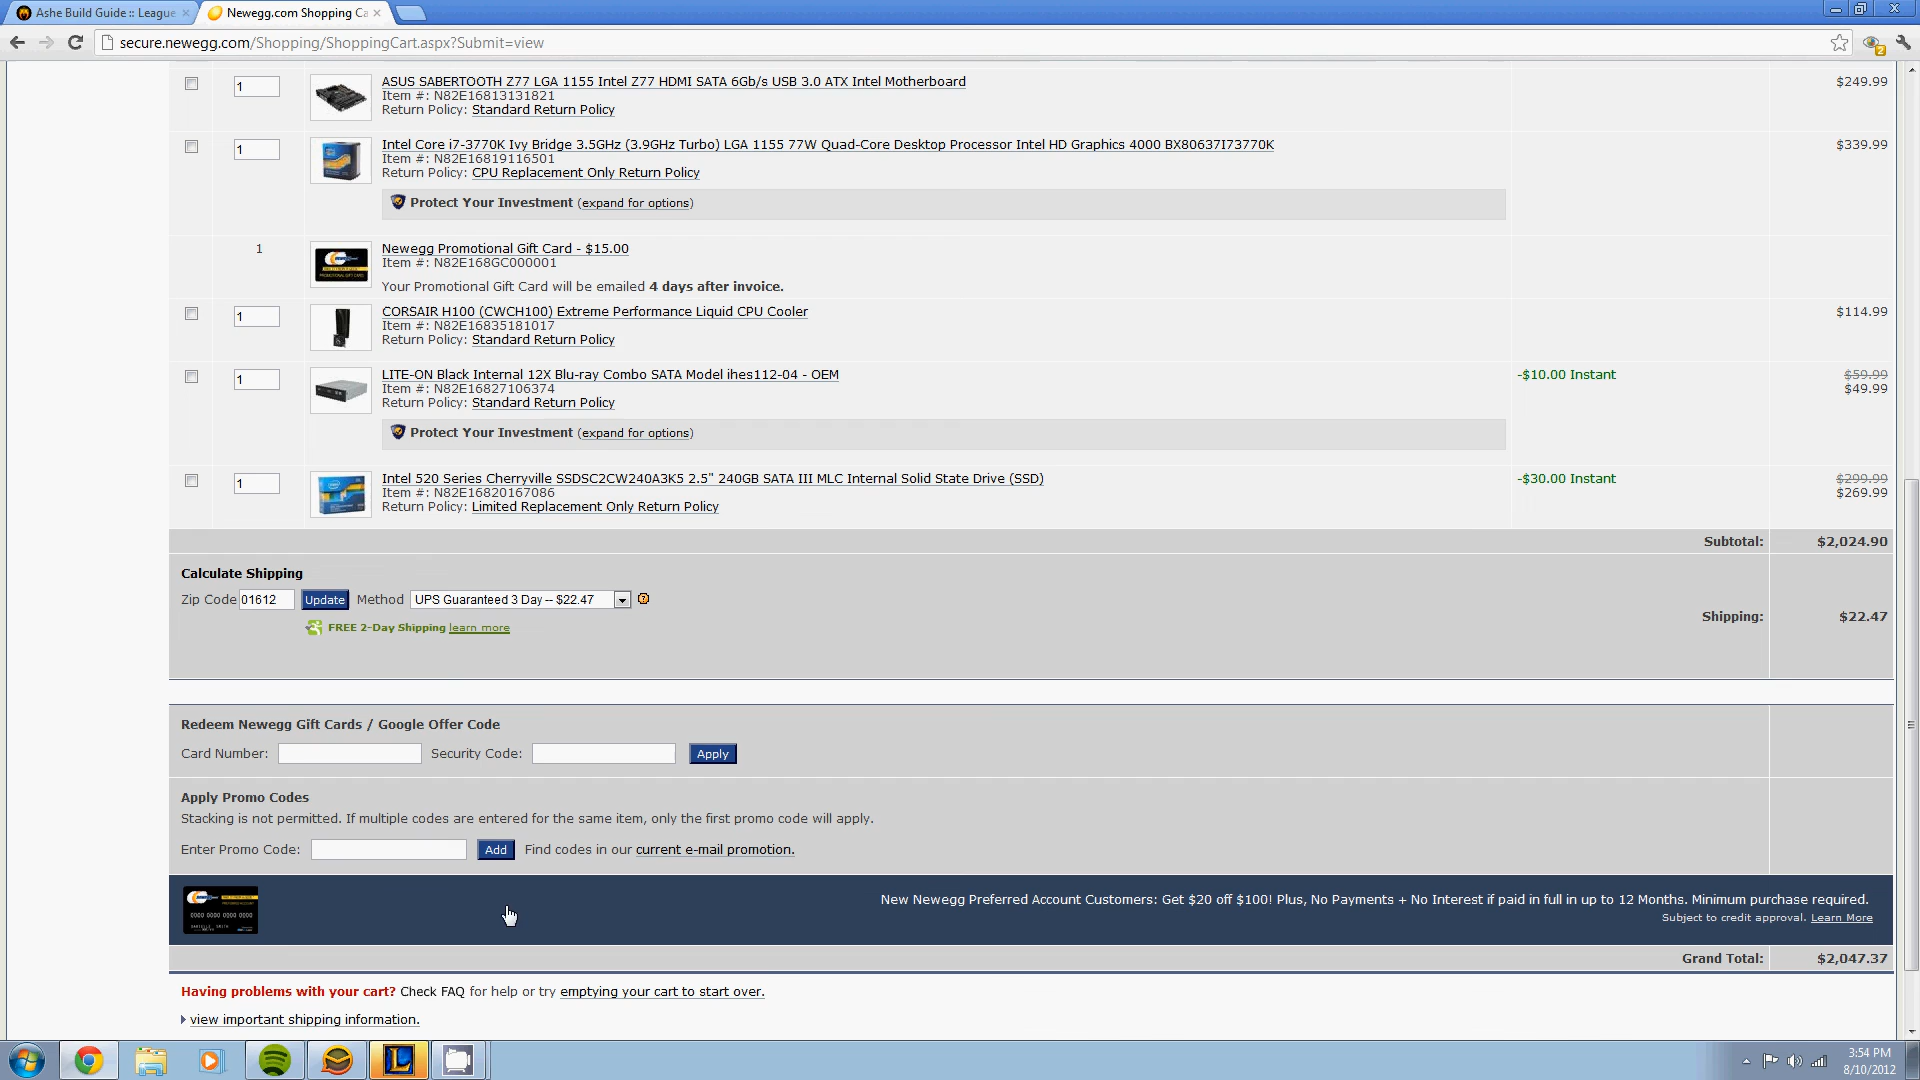 Ashe Build Guide :: League
Newegg.com Shopping Ca
secure.newegg.com/Shopping/ShoppingCart.aspx?Submit=view
2
1
ASUS SABERTOOTH Z77 LGA 1155 Intel Z77 HDMI SATA 6Gb/s USB 3.0 ATX Intel Motherboard
$249.99
Item #: N82E16813131821
Return Policy: Standard Return Policy
1
Intel Core i7-3770K Ivy Bridge 3.5GHz (3.9GHz Turbo) LGA 1155 77W Quad-Core Desktop Processor Intel HD Graphics 4000 BX80637I73770K
$339.99
Item #: N82E16819116501
Return Policy: CPU Replacement Only Return Policy
Protect Your Investment (expand for options)
1
Newegg Promotional Gift Card - $15.00
Item #: N82E168GC000001
Your Promotional Gift Card will be emailed 4 days after invoice.
1
CORSAIR H100 (CWCH100) Extreme Performance Liquid CPU Cooler
$114.99
Item #: N82E16835181017
Return Policy: Standard Return Policy
1
LITE-ON Black Internal 12X Blu-ray Combo SATA Model ihes112-04 - OEM
-$10.00 Instant
$59.99
Item #: N82E16827106374
$49.99
Return Policy: Standard Return Policy
Protect Your Investment (expand for options)
1
Intel 520 Series Cherryville SSDSC2CW240A3K5 2.5" 240GB SATA III MLC Internal Solid State Drive (SSD)
-$30.00 Instant
$299.99
Item #: N82E16820167086
$269.99
Return Policy: Limited Replacement Only Return Policy
Subtotal: $2,024.90
Calculate Shipping
Zip Code 01612 Update Method UPS Guaranteed 3 Day -- $22.47
Shipping: $22.47
FREE 2-Day Shipping learn more
Redeem Newegg Gift Cards / Google Offer Code
Card Number: Security Code: Apply
Apply Promo Codes
Stacking is not permitted. If multiple codes are entered for the same item, only the first promo code will apply.
Enter Promo Code: Add Find codes in our current e-mail promotion.
0000 0000 0000 0000
New Newegg Preferred Account Customers: Get $20 off $100! Plus, No Payments + No Interest if paid in full in up to 12 Months. Minimum purchase required.
Subject to credit approval. Learn More
Grand Total: $2,047.37
Having problems with your cart? Check FAQ for help or try emptying your cart to start over.
view important shipping information.
L
3:54 PM
8/10/2012